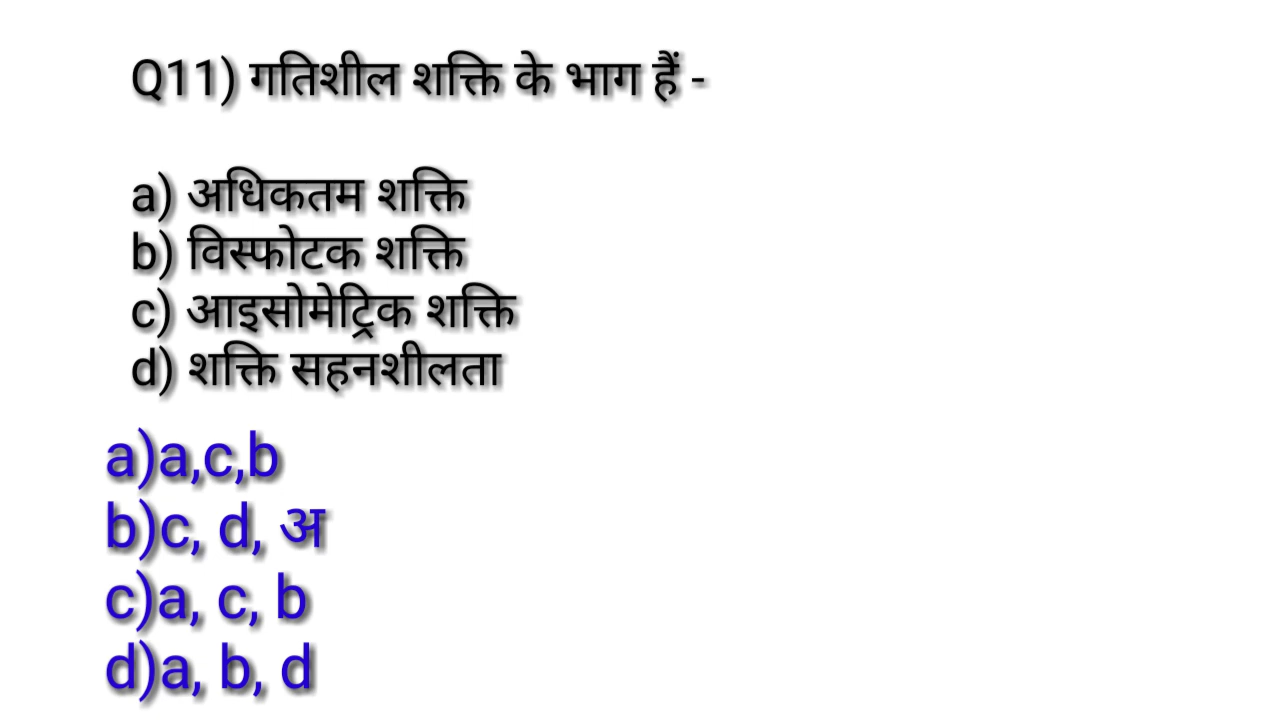 Q11) गतिशील शक्ति के भाग हैं -
a) अधिकतम शक्ति
b) विस्फोटक शक्ति
c) आइसोमेट्रिक शक्ति
d) शक्ति सहनशीलता
a)a,c,b
b)c, d, अ
c)a, c, b
d)a, b, d